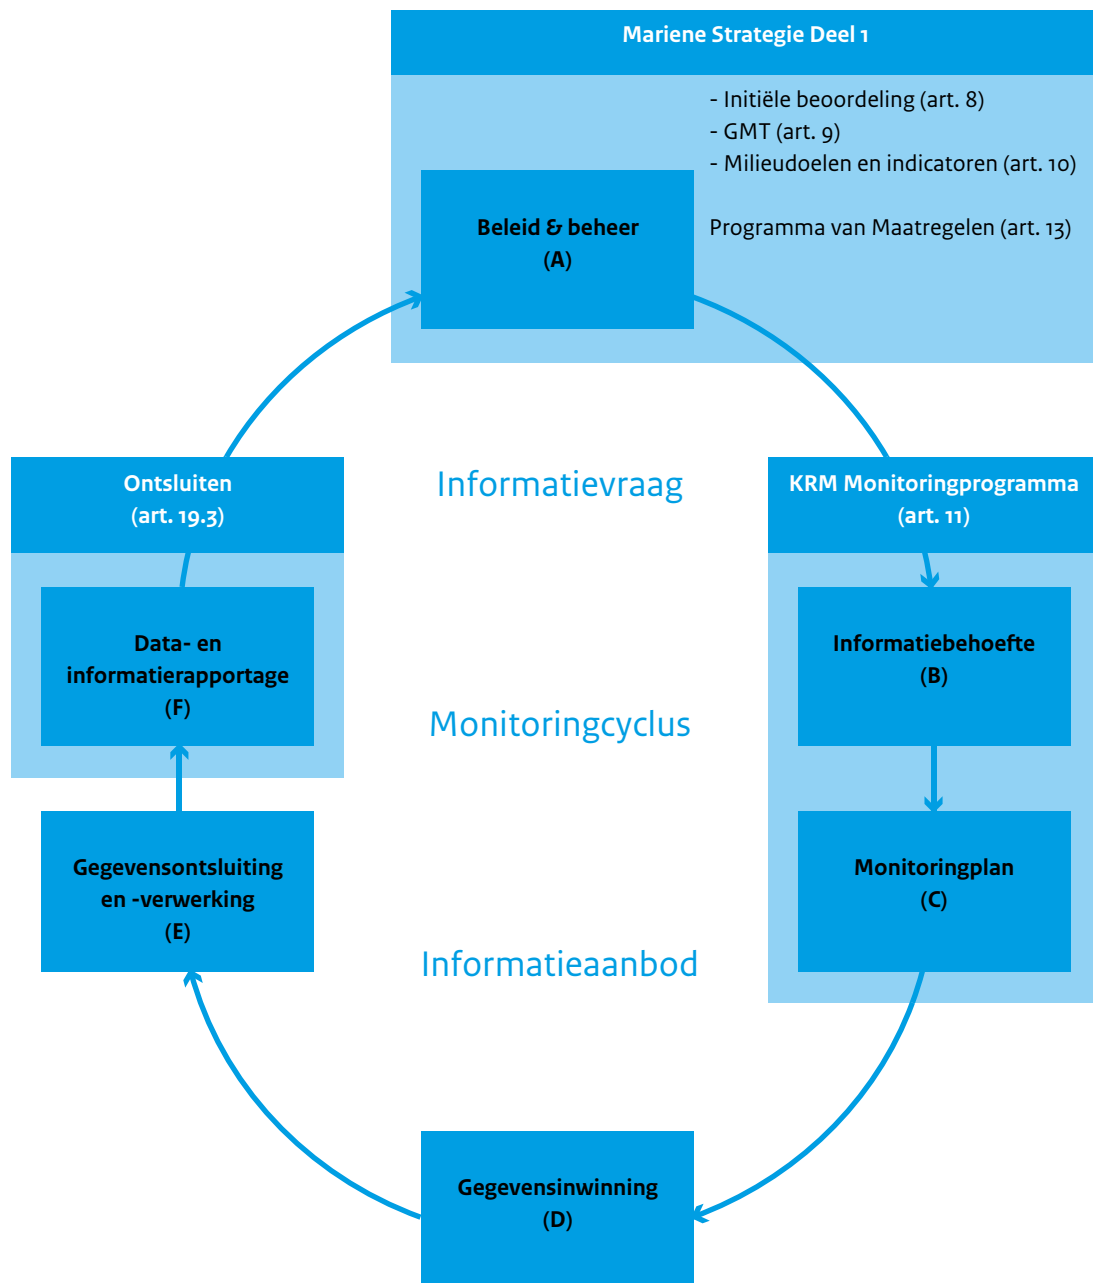 Mariene Strategie Deel 1
- Initiële beoordeling (art. 8)
- GMT (art. 9)
- Milieudoelen en indicatoren (art. 10)
Programma van Maatregelen (art. 13)
Beleid & beheer
(A)
Informatievraag
Ontsluiten
(art. 19.3)
KRM Monitoringprogramma
(art. 11)
Data- en
informatierapportage
(F)
Informatiebehoefte
(B)
Monitoringcyclus
Gegevensontsluiting
en -verwerking
(E)
Monitoringplan
(C)
Informatieaanbod
Gegevensinwinning
(D)